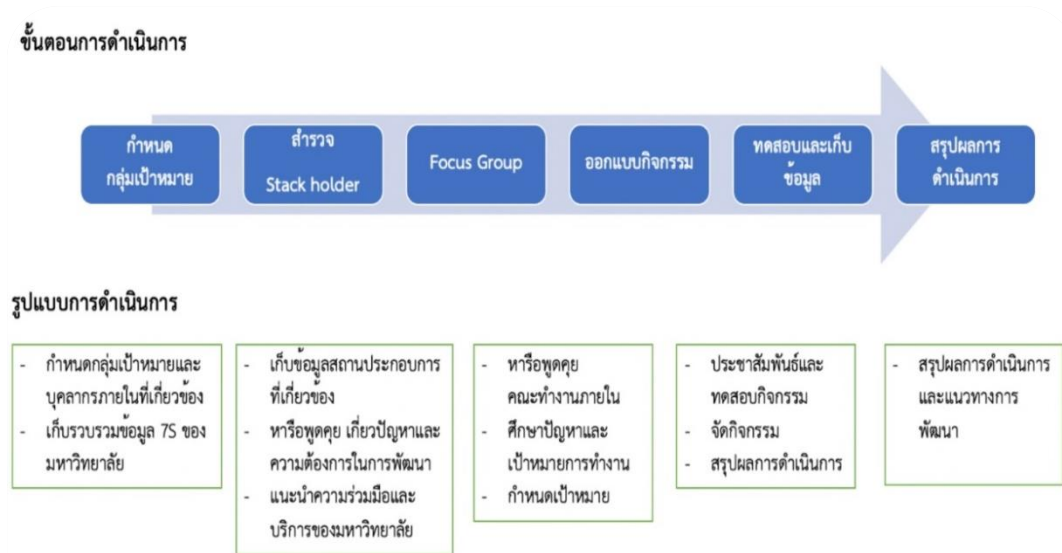 ขั้นตอนการดำเนินการ
กำหนด
กลุ่มเป้าหมาย
สำรวจ
Stack holder
Focus Group
ออกแบบกิจกรรม
ทดสอบและเก็บ
ข้อมูล
สรุปผลการ
ดำเนินการ
รูปแบบการดำเนินการ
- กำหนดกลุ่มเป้าหมายและ
บุคลากรภายในที่เกี่ยวข้อง
- เก็บรวบรวมข้อมูล 7S ของ
มหาวิทยาลัย
- เก็บข้อมูลสถานประกอบการ
ที่เกี่ยวข้อง
- หารือพูดคุย เกี่ยวปัญหาและ
ความต้องการในการพัฒนา
- แนะนำความร่วมมือและ
บริการของมหาวิทยาลัย
- หารือพูดคุย
คณะทำงานภายใน
- ศึกษาปัญหาและ
เป้าหมายการทำงาน
- กำหนดเป้าหมาย
- ประชาสัมพันธ์และ
ทดสอบกิจกรรม
- จัดกิจกรรม
- สรุปผลการดำเนินการ
- สรุปผลการดำเนินการ
และแนวทางการ
พัฒนา